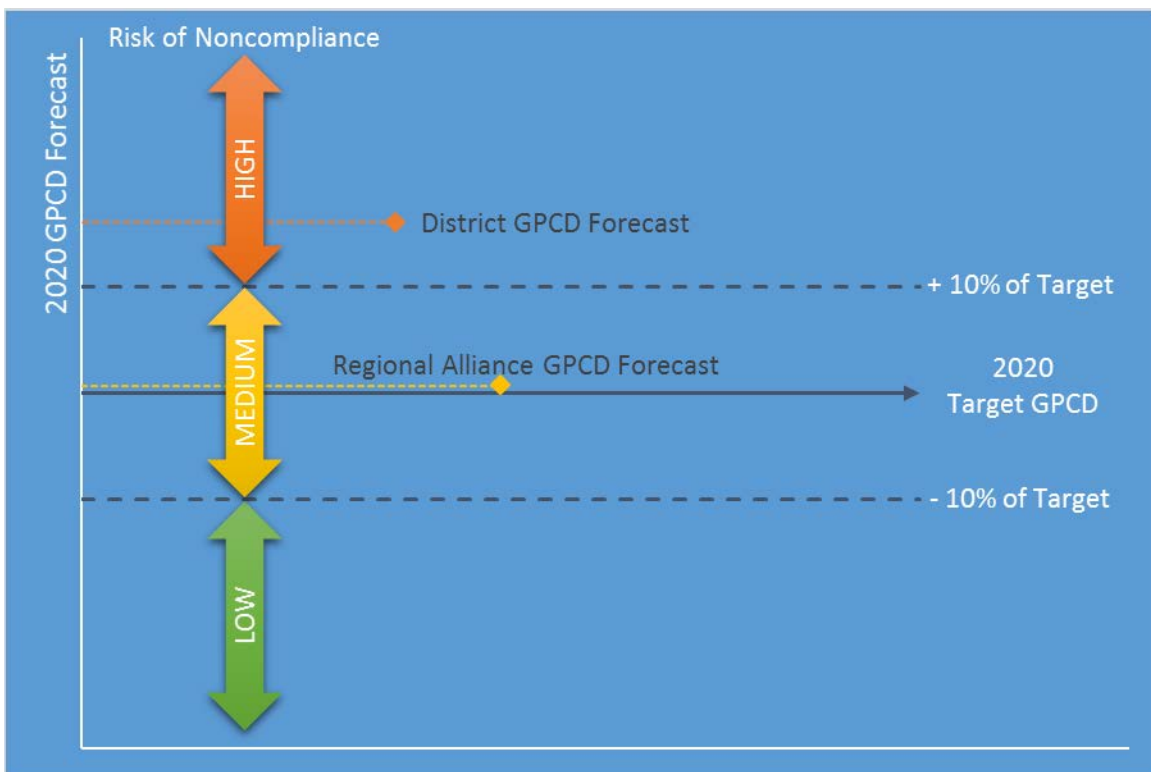 Risk of Noncompliance
2020 GPCD Forecast
HIGH
District GPCD Forecast
+ 10% of Target
MEDIUM
Regional Alliance GPCD Forecast
2020
Target GPCD
- 10% of Target
LOW